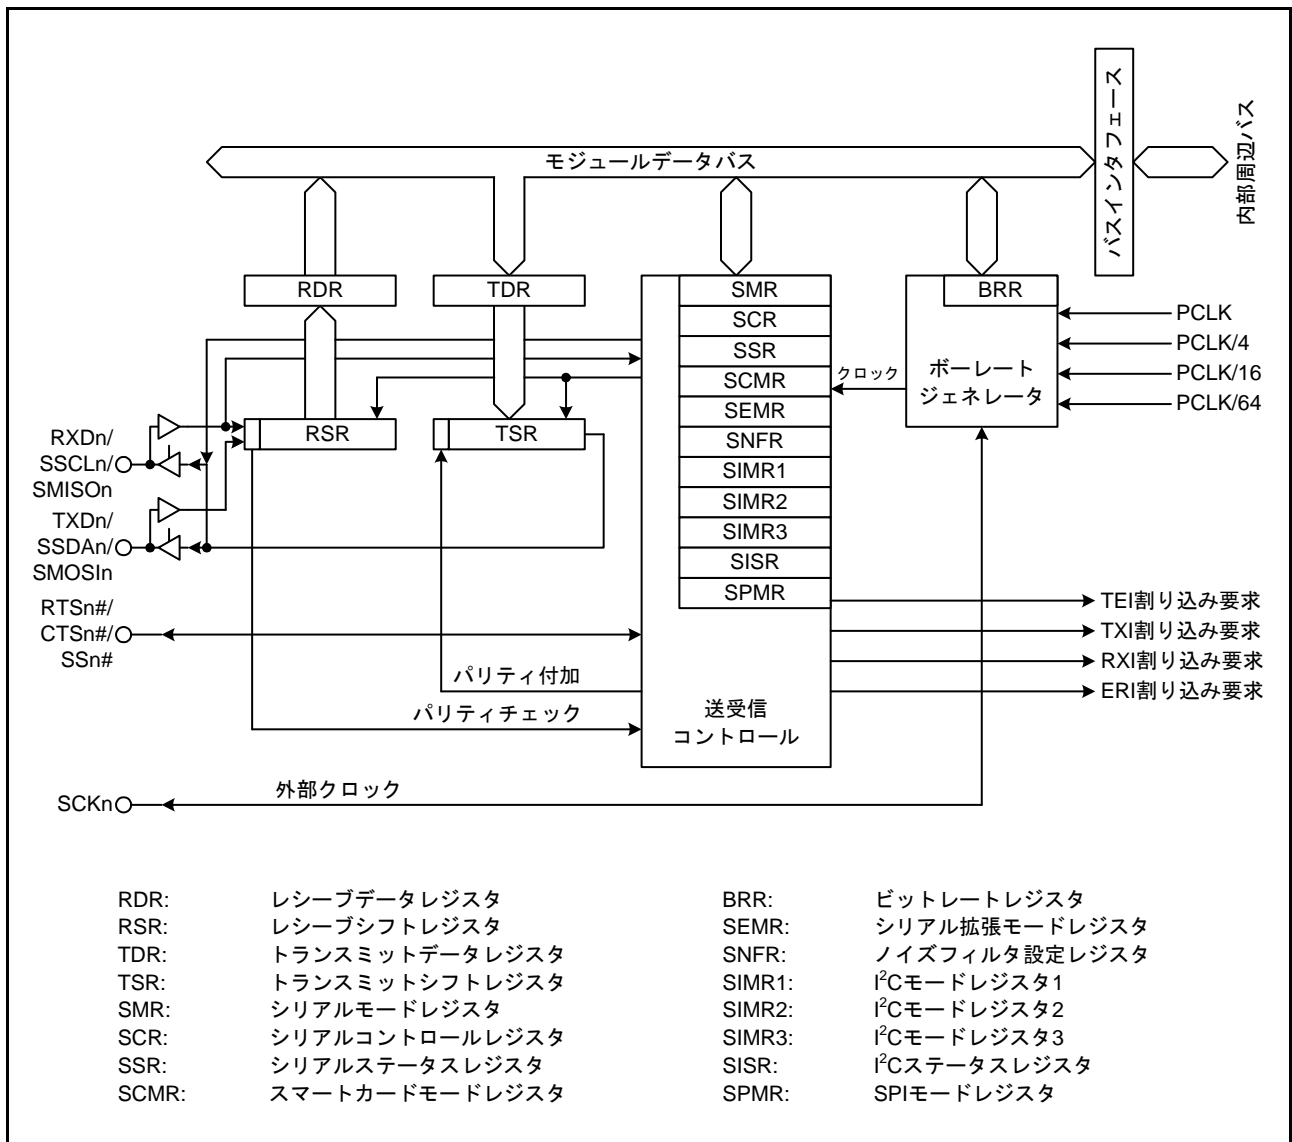 モジュールデータバス
バスインタフェース
内部周辺バス
RDR
TDR
SMR
SCR
SSR
SCMR
SEMR
SNFR
SIMR1
SIMR2
SIMR3
SISR
SPMR
BRR
ボーレート
ジェネレータ
クロック
PCLK
PCLK/4
PCLK/16
PCLK/64
RSR
TSR
RXDn/
SSCLn/
SMISOn
TXDn/
SSDAn/
SMOSIn
RTSn#/
CTSn#/
SSn#
パリティ付加
パリティチェック
送受信
コントロール
TEI割り込み要求
TXI割り込み要求
RXI割り込み要求
ERI割り込み要求
SCKn
外部クロック
RDR: レシーブデータレジスタ
RSR: レシーブシフトレジスタ
TDR: トランスミットデータレジスタ
TSR: トランスミットシフトレジスタ
SMR: シリアルモードレジスタ
SCR: シリアルコントロールレジスタ
SSR: シリアルステータスレジスタ
SCMR: スマートカードモードレジスタ
BRR: ビットレートレジスタ
SEMR: シリアル拡張モードレジスタ
SNFR: ノイズフィルタ設定レジスタ
SIMR1: I²Cモードレジスタ1
SIMR2: I²Cモードレジスタ2
SIMR3: I²Cモードレジスタ3
SISR: I²Cステータスレジスタ
SPMR: SPIモードレジスタ